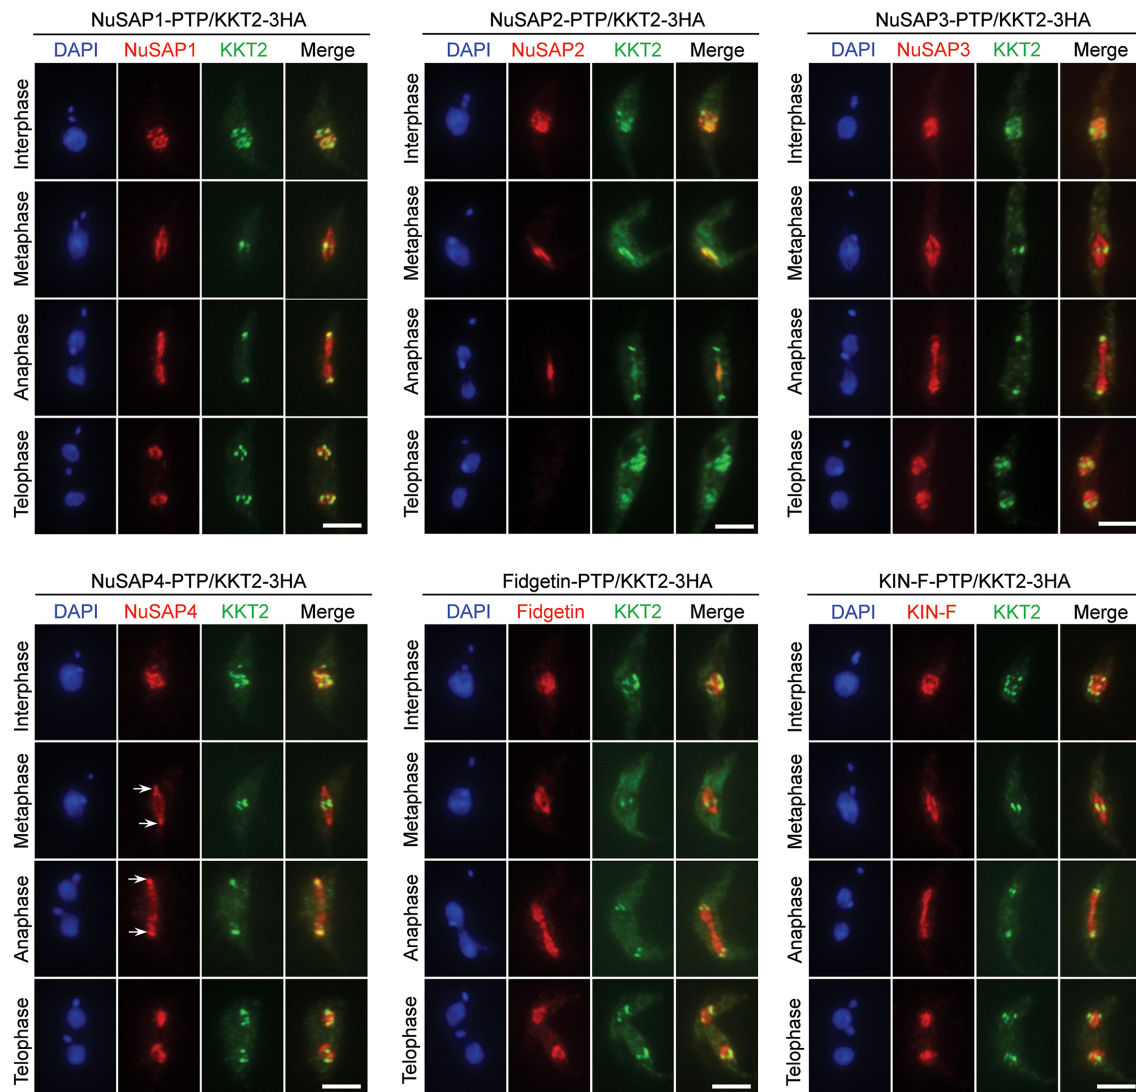 NuSAP1-PTP/KKT2-3HA
DAPI NuSAP1 KKT2 Merge
Interphase
Metaphase
Anaphase
Telophase
NuSAP2-PTP/KKT2-3HA
DAPI NuSAP2 KKT2 Merge
Interphase
Metaphase
Anaphase
Telophase
NuSAP3-PTP/KKT2-3HA
DAPI NuSAP3 KKT2 Merge
Interphase
Metaphase
Anaphase
Telophase
NuSAP4-PTP/KKT2-3HA
DAPI NuSAP4 KKT2 Merge
Interphase
Metaphase
Anaphase
Telophase
Fidgetin-PTP/KKT2-3HA
DAPI Fidgetin KKT2 Merge
Interphase
Metaphase
Anaphase
Telophase
KIN-F-PTP/KKT2-3HA
DAPI KIN-F KKT2 Merge
Interphase
Metaphase
Anaphase
Telophase